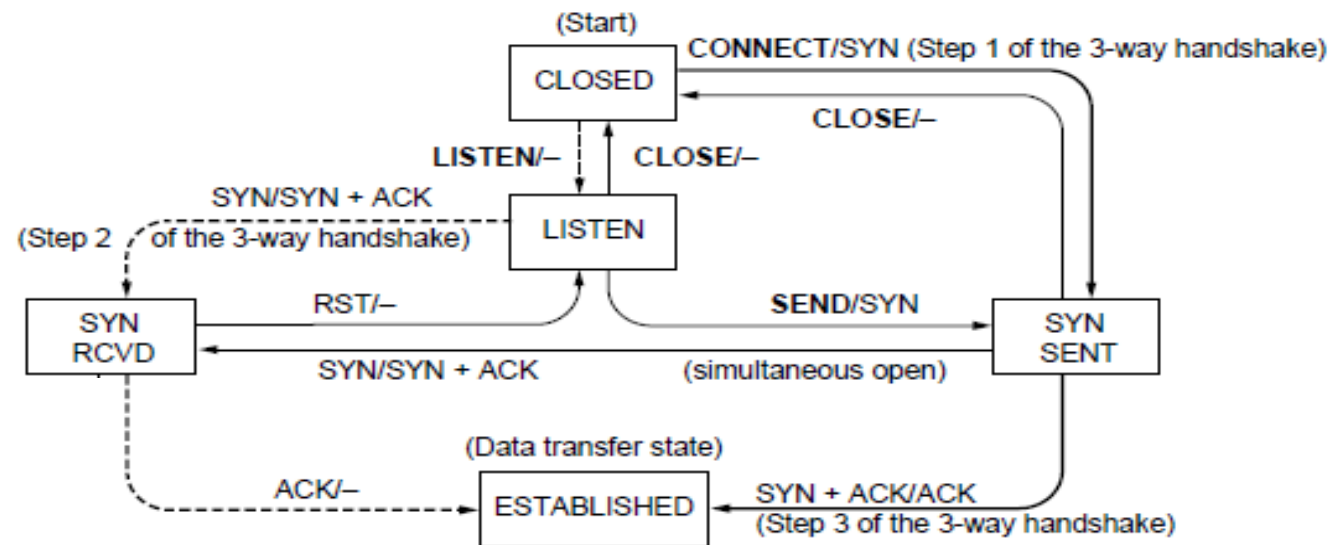 (Start)
CONNECT/SYN (Step 1 of the 3-way handshake)
CLOSED
CLOSE/–
LISTEN/–
CLOSE/–
SYN/SYN + ACK
(Step 2 of the 3-way handshake)
LISTEN
RST/–
SEND/SYN
SYN
RCVD
SYN
SENT
SYN/SYN + ACK
(simultaneous open)
(Data transfer state)
ACK/–
ESTABLISHED
SYN + ACK/ACK
(Step 3 of the 3-way handshake)